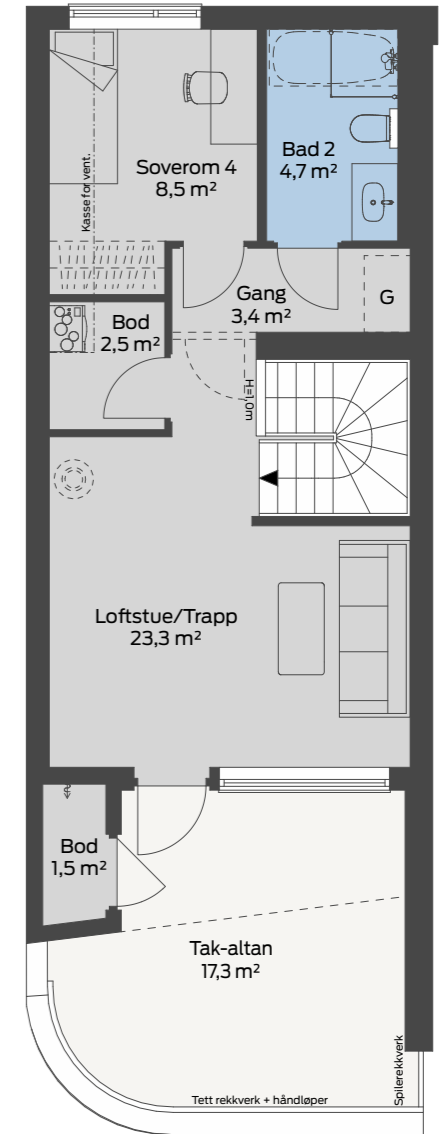 Kasse for vent.
Soverom 4
8,5 m²
Bad 2
4,7 m²
Gang
3,4 m²
G
Bod
2,5 m²
H=1,0m
Loftstue/Trapp
23,3 m²
Bod
1,5 m²
Tak-altan
17,3 m²
Spilerekkverk
Tett rekkverk + håndløper